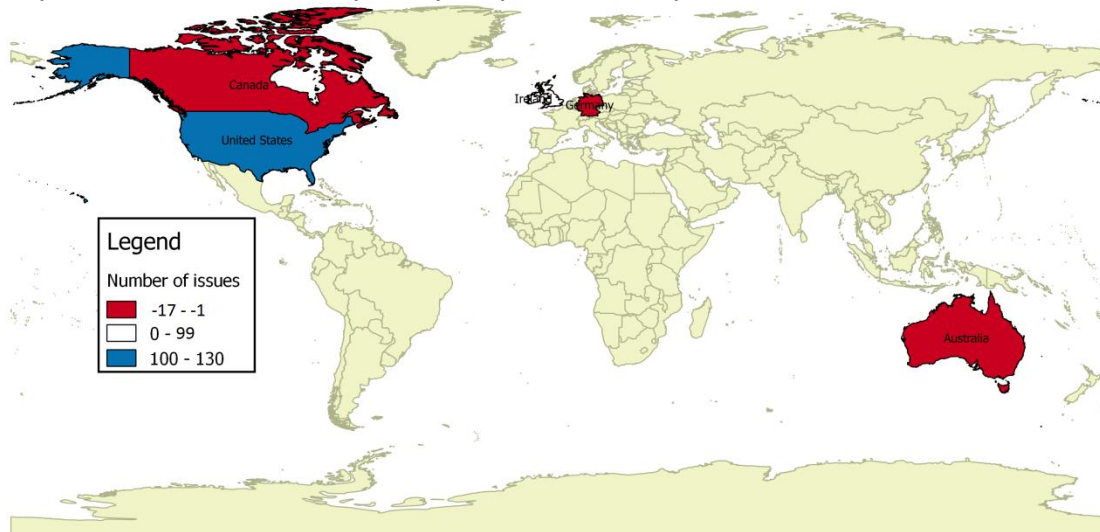 Canada
Ireland
Germany
United States
Legend
Number of issues
-17 - -1
0 - 99
100 - 130
Australia